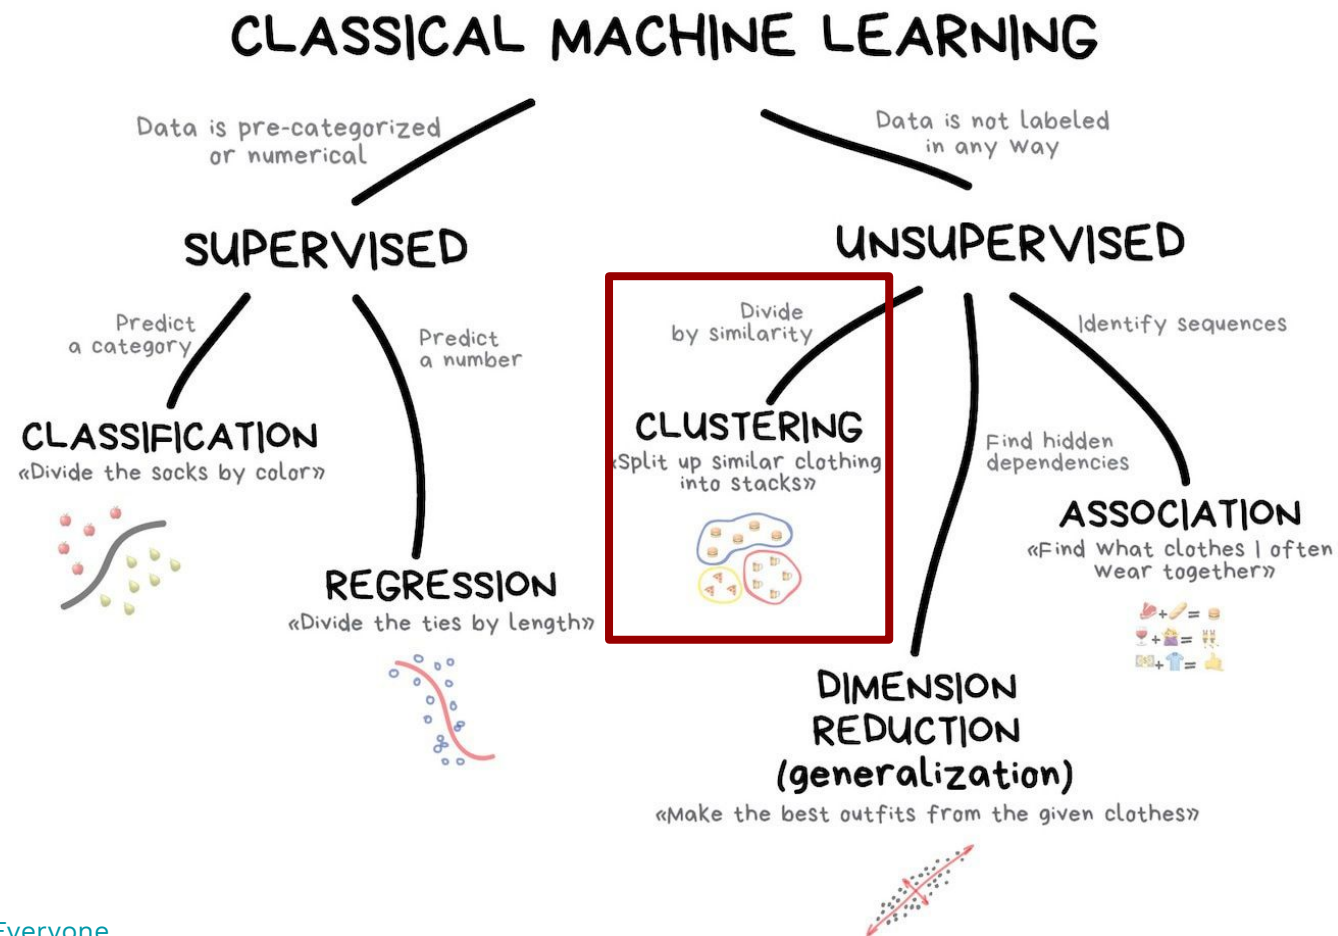 CLASSICAL MACHINE LEARNING
Data is pre-categorized
or numerical
Data is not labeled
in any way
SUPERVISED
UNSUPERVISED
Predict
a category
Predict
a number
Divide
by similarity
Identify sequences
CLASSIFICATION
«Divide the socks by color»
CLUSTERING
«Split up similar clothing
into stacks»
Find hidden
dependencies
ASSOCIATION
«Find what clothes I often
wear together»
REGRESSION
«Divide the ties by length»
+ =
+ =
+ =
DIMENSION
REDUCTION
(generalization)
«Make the best outfits from the given clothes»
Everyone